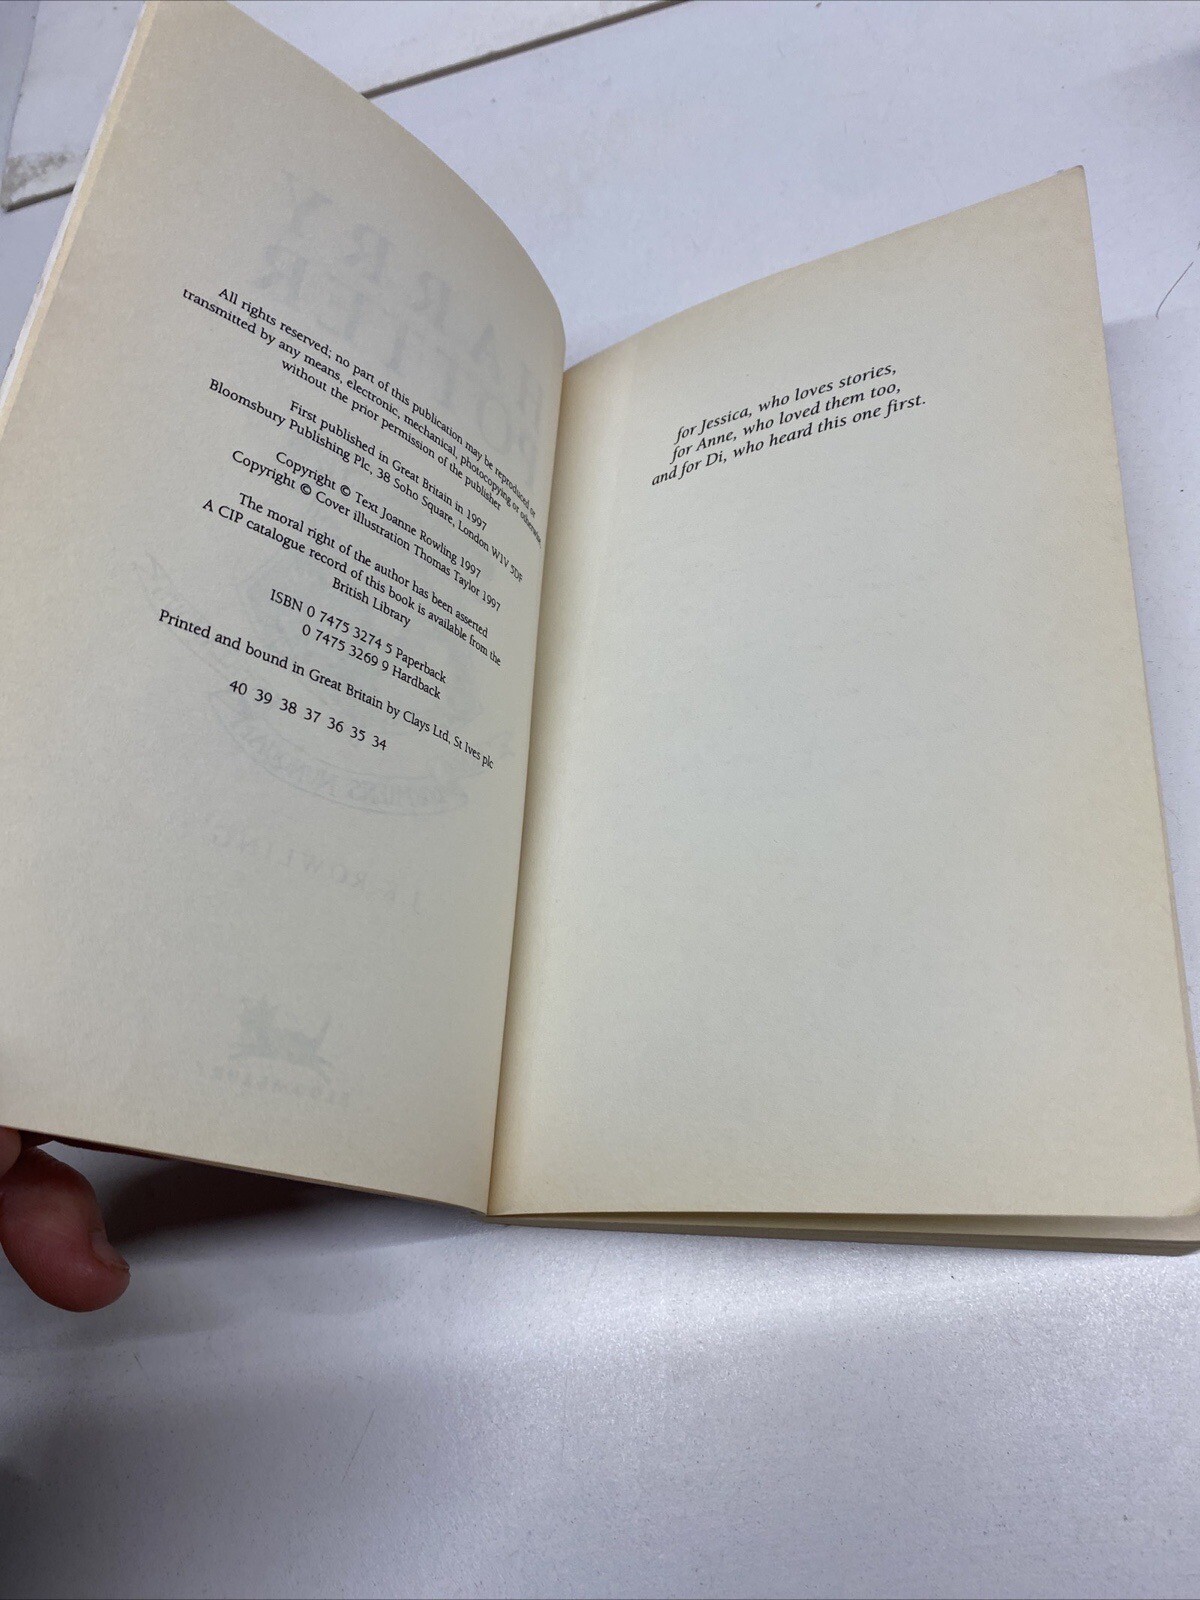 All rights reserved; no part of this publication may be reproduced or
transmitted by any means, electronic, mechanical, photocopying or otherwise,
without the prior permission of the publisher
First published in Great Britain in 1997
Bloomsbury Publishing Plc, 38 Soho Square, London W1V 5DF
Copyright © Text Joanne Rowling 1997
Copyright © Cover illustration Thomas Taylor 1997
The moral right of the author has been asserted
A CIP catalogue record of this book is available from the
British Library
ISBN 0 7475 3274 5 Paperback
0 7475 3269 9 Hardback
Printed and bound in Great Britain by Clays Ltd, St Ives plc
40 39 38 37 36 35 34
for Jessica, who loves stories,
for Anne, who loved them too,
and for Di, who heard this one first.
HARRY
POTTER
J.K.ROWLING
BLOOMSBURY